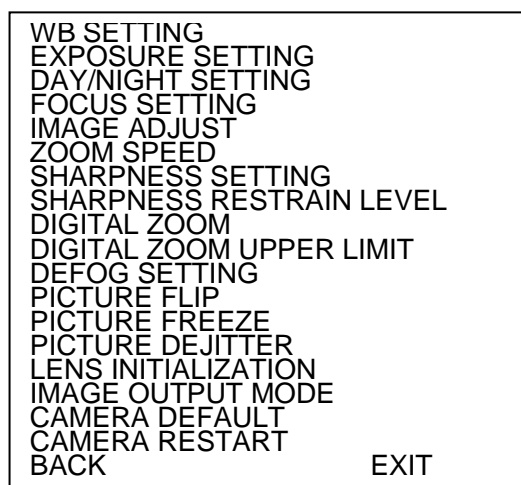 WB SETTING
EXPOSURE SETTING
DAY/NIGHT SETTING
FOCUS SETTING
IMAGE ADJUST
ZOOM SPEED
SHARPNESS SETTING
SHARPNESS RESTRAIN LEVEL
DIGITAL ZOOM
DIGITAL ZOOM UPPER LIMIT
DEFOG SETTING
PICTURE FLIP
PICTURE FREEZE
PICTURE DEJITTER
LENS INITIALIZATION
IMAGE OUTPUT MODE
CAMERA DEFAULT
CAMERA RESTART
BACK EXIT